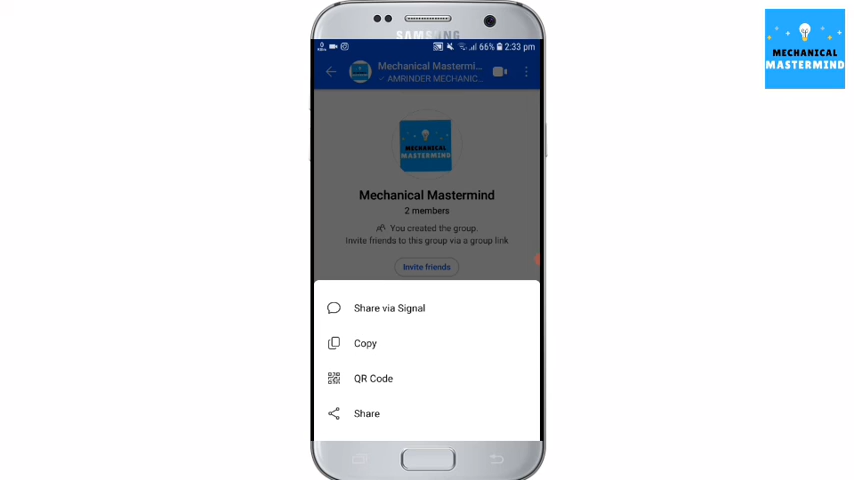 SAMSUNG
66% 2:33 pm
Mechanical Mastermi...
✓ AMRINDER MECHANIC...
MECHANICAL
MASTERMIND
Mechanical Mastermind
2 members
You created the group.
Invite friends to this group via a group link
Invite friends
Share via Signal
Copy
QR Code
Share
MECHANICAL
MASTERMIND